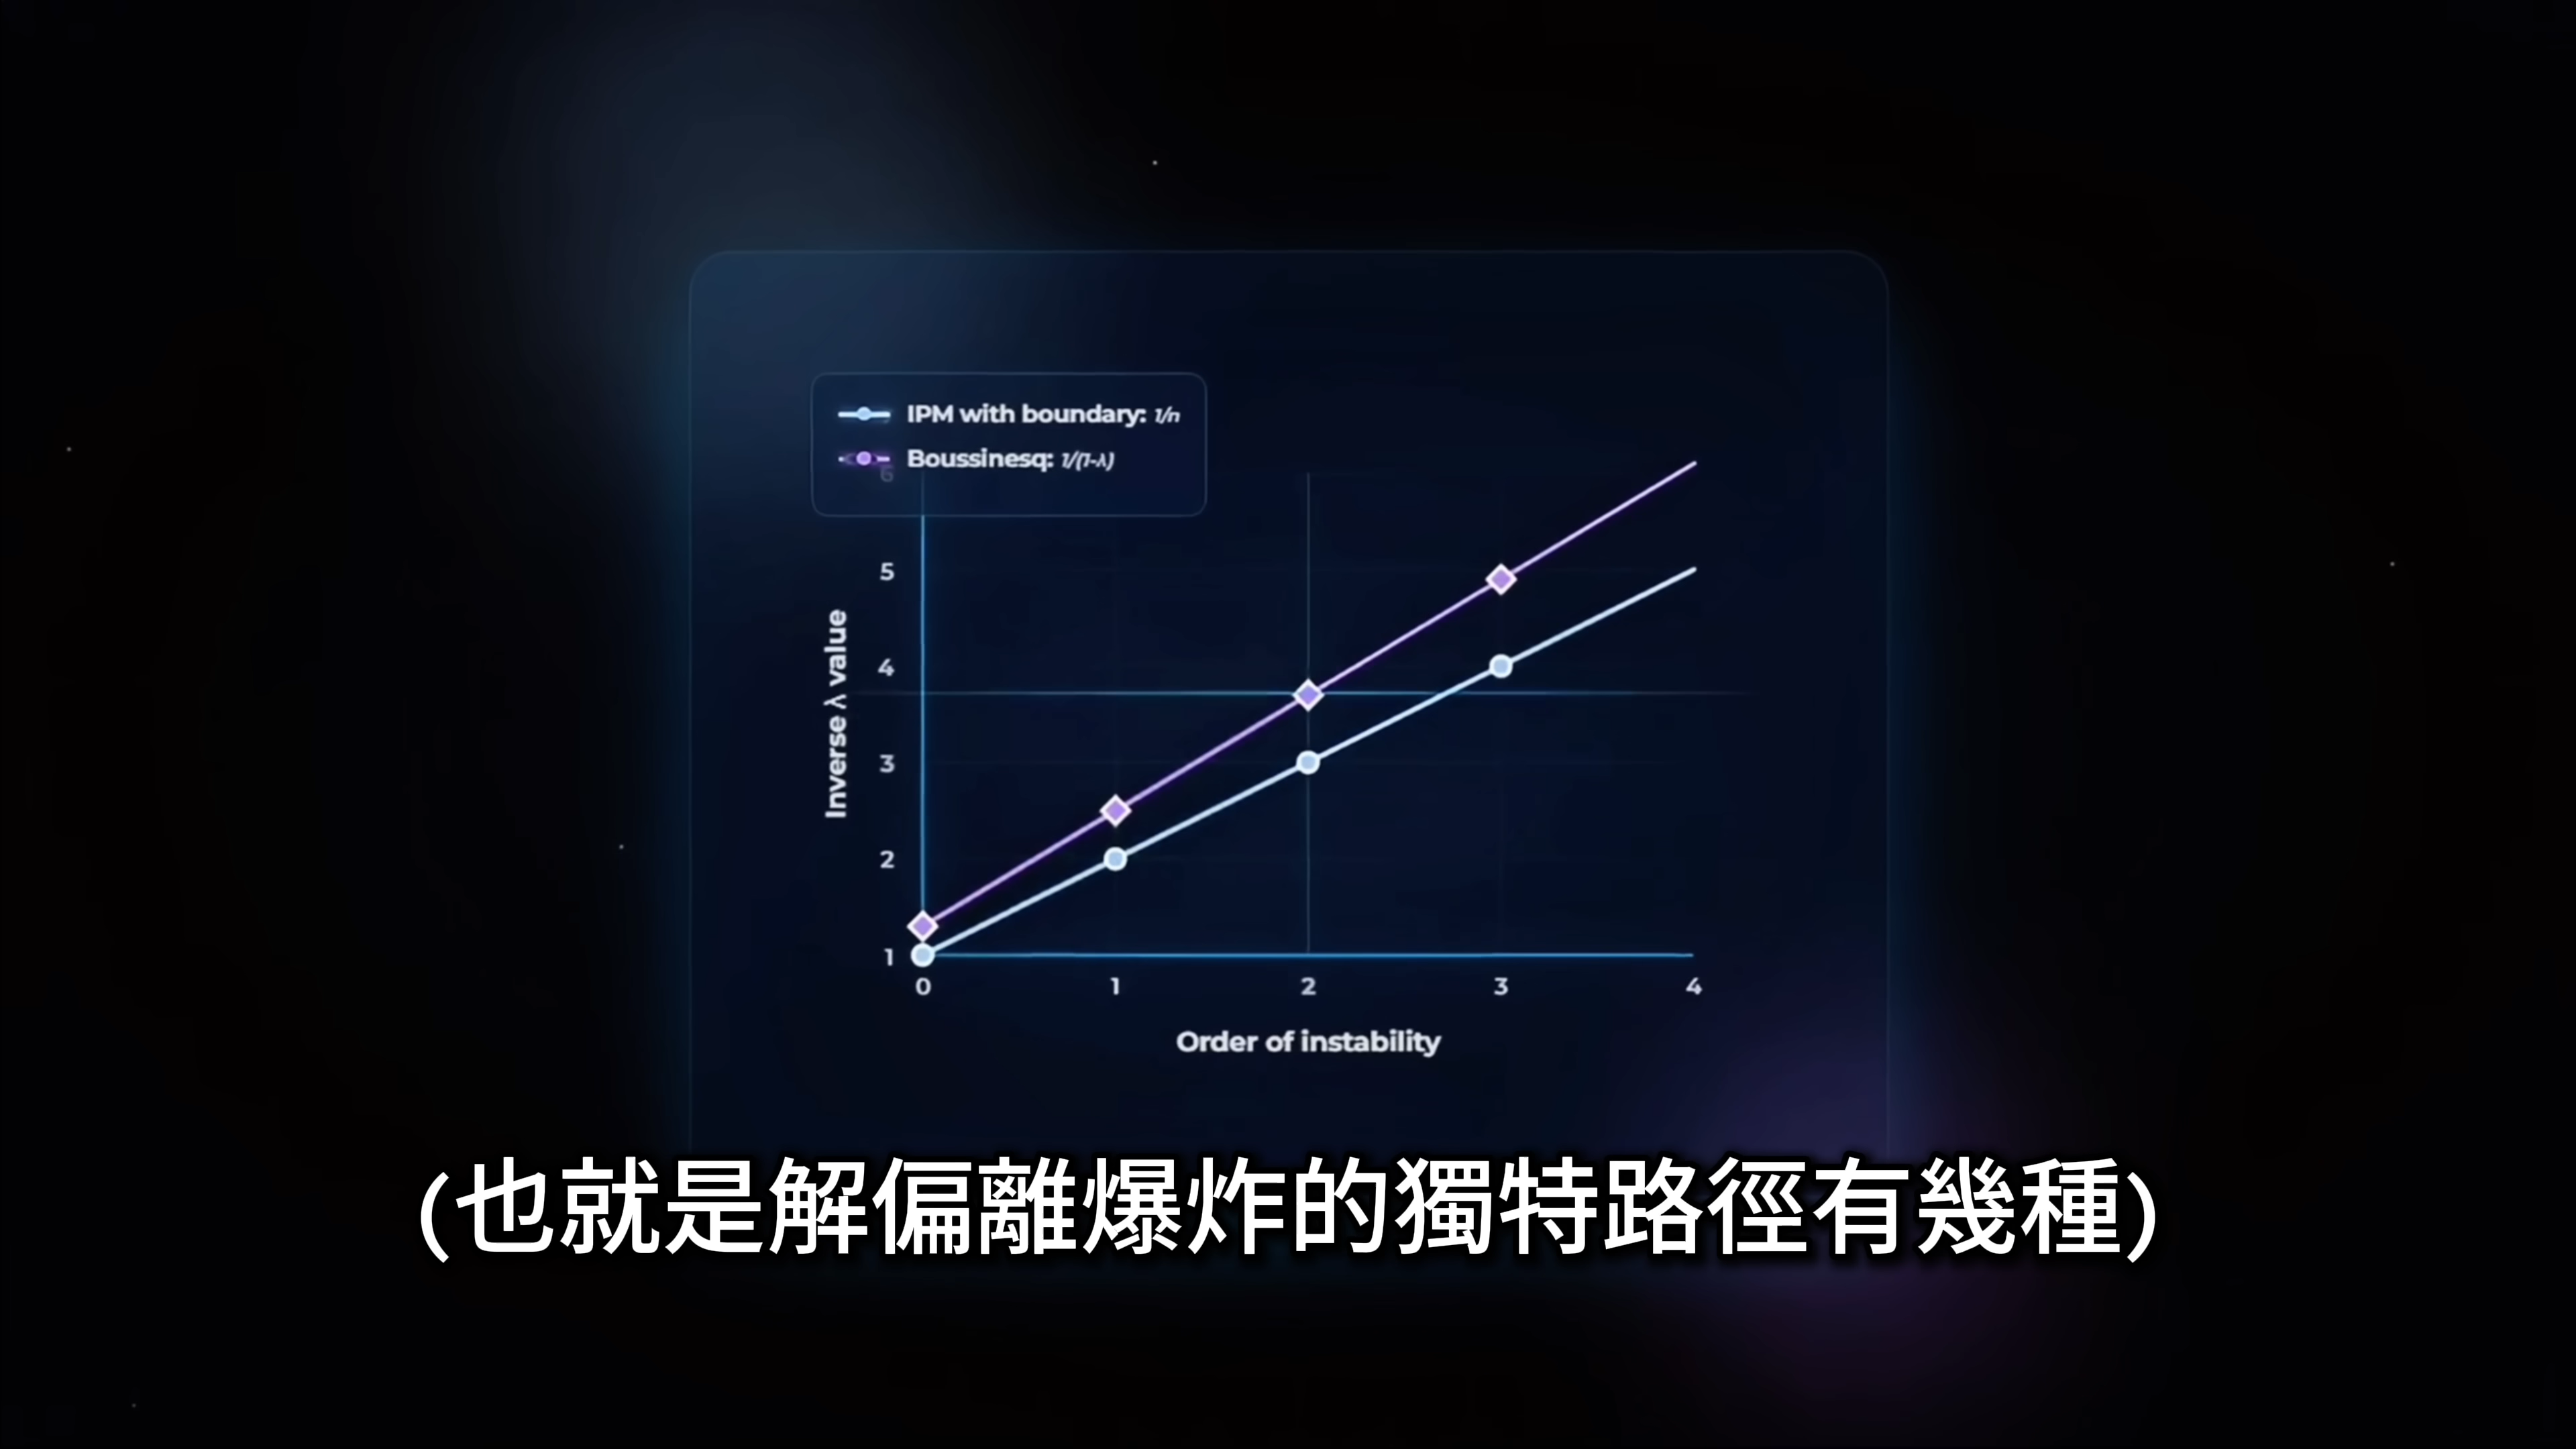 IPM with boundary: 1/n
Boussinesq: 1/(1-λ)
6
5
4
3
2
1
Inverse λ value
0 1 2 3 4
Order of instability
(也就是解偏離爆炸的獨特路徑有幾種)